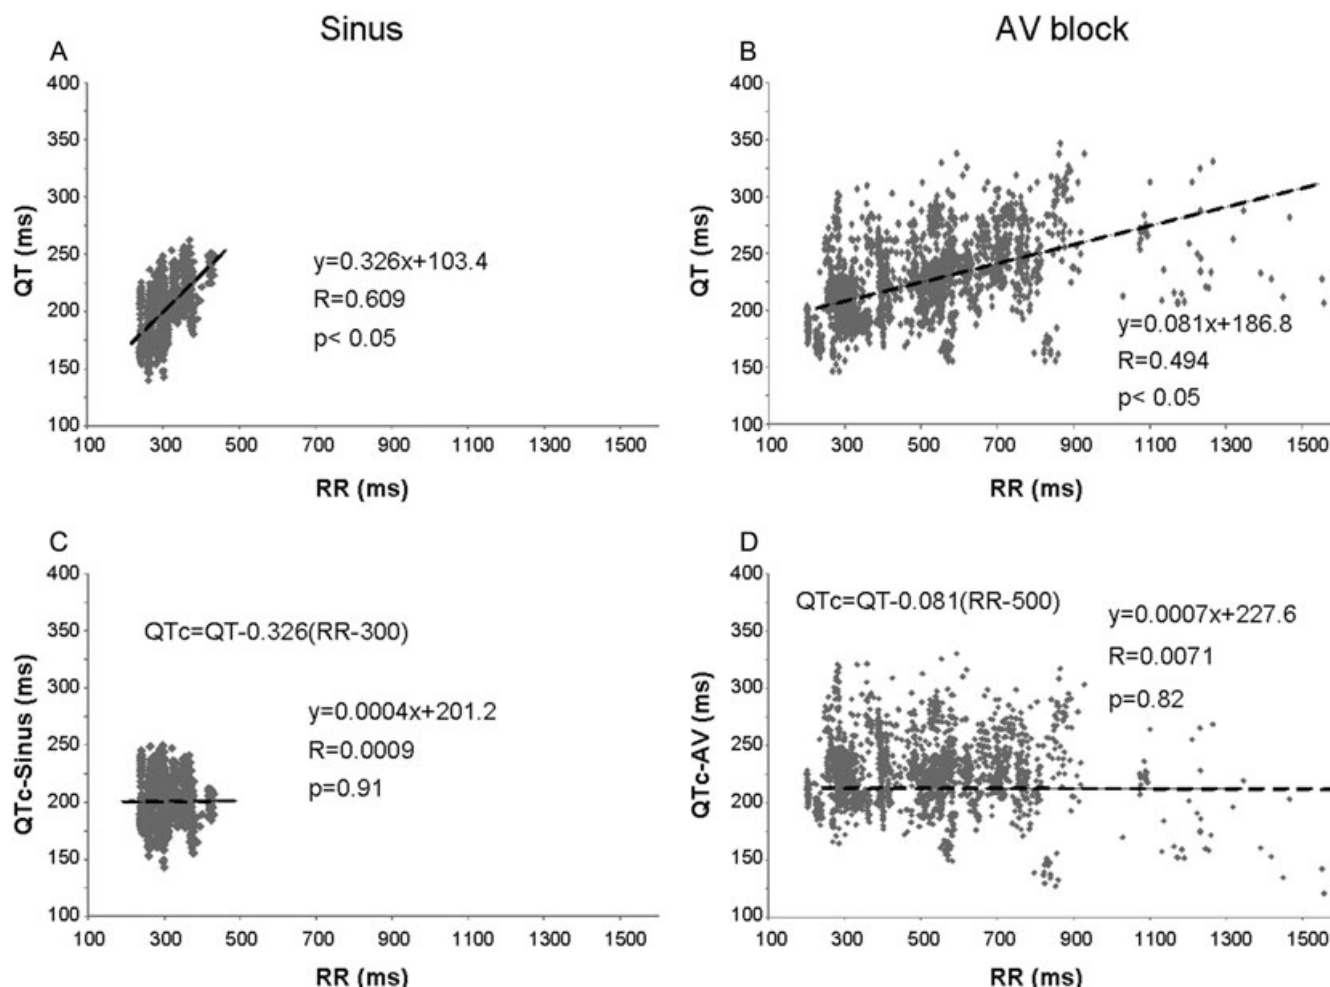 Sinus
AV block
A
B
400
350
300
250
200
150
100
QT (ms)
y=0.326x+103.4
R=0.609
p< 0.05
100 300 500 700 900 1100 1300 1500
RR (ms)
400
350
300
250
200
150
100
QT (ms)
y=0.081x+186.8
R=0.494
p< 0.05
100 300 500 700 900 1100 1300 1500
RR (ms)
C
D
400
350
300
250
200
150
100
QTc-Sinus (ms)
QTc=QT-0.326(RR-300)
y=0.0004x+201.2
R=0.0009
p=0.91
100 300 500 700 900 1100 1300 1500
RR (ms)
400
350
300
250
200
150
100
QTc-AV (ms)
QTc=QT-0.081(RR-500)
y=0.0007x+227.6
R=0.0071
p=0.82
100 300 500 700 900 1100 1300 1500
RR (ms)